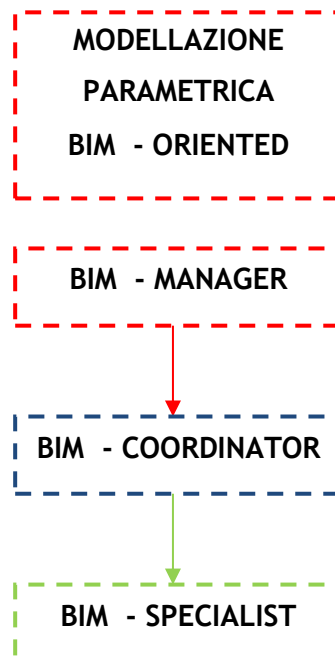 MODELLAZIONE
PARAMETRICA
BIM - ORIENTED
BIM - MANAGER
BIM - COORDINATOR
BIM - SPECIALIST